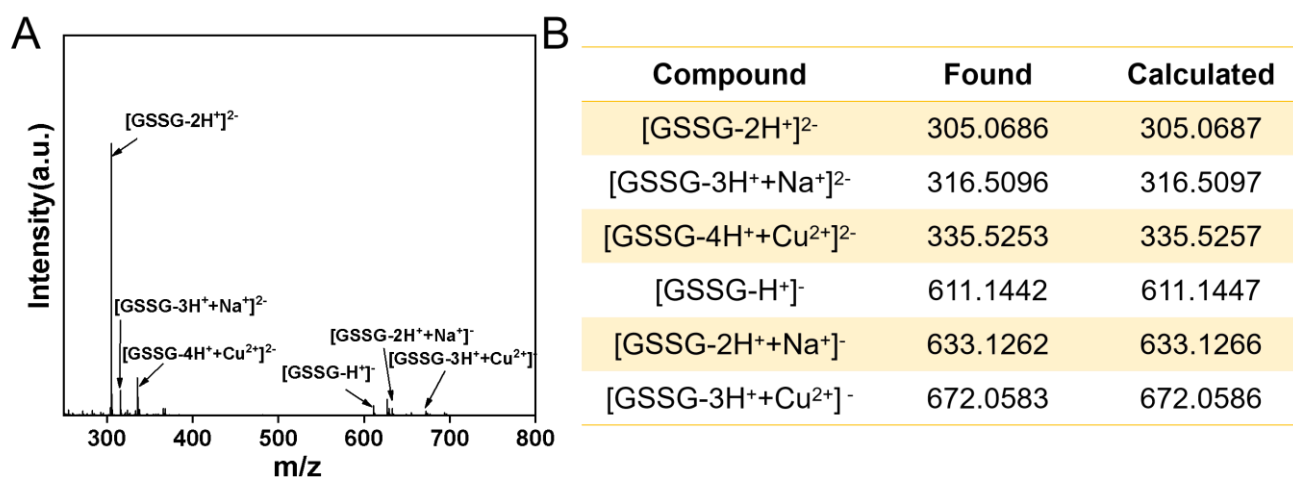 A
B
Intensity(a.u.)
[GSSG-2H⁺]²⁻
[GSSG-3H⁺+Na⁺]²⁻
[GSSG-4H⁺+Cu²⁺]²⁻
[GSSG-2H⁺+Na⁺]⁻
[GSSG-3H⁺+Cu²⁺]⁻
[GSSG-H⁺]⁻
300 400 500 600 700 800
m/z
Compound Found Calculated
[GSSG-2H⁺]²⁻ 305.0686 305.0687
[GSSG-3H⁺+Na⁺]²⁻ 316.5096 316.5097
[GSSG-4H⁺+Cu²⁺]²⁻ 335.5253 335.5257
[GSSG-H⁺]⁻ 611.1442 611.1447
[GSSG-2H⁺+Na⁺]⁻ 633.1262 633.1266
[GSSG-3H⁺+Cu²⁺] ⁻ 672.0583 672.0586